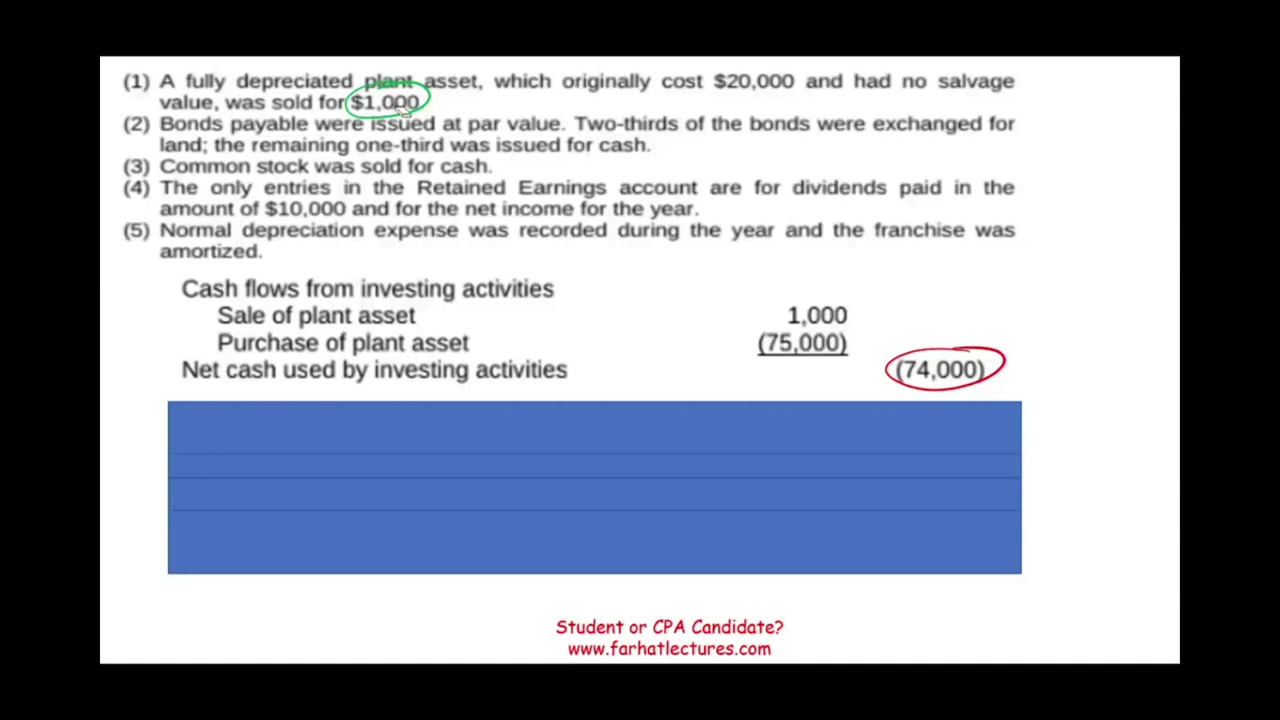 (1) A fully depreciated plant asset, which originally cost $20,000 and had no salvage
value, was sold for $1,000
(2) Bonds payable were issued at par value. Two-thirds of the bonds were exchanged for
land; the remaining one-third was issued for cash.
(3) Common stock was sold for cash.
(4) The only entries in the Retained Earnings account are for dividends paid in the
amount of $10,000 and for the net income for the year.
(5) Normal depreciation expense was recorded during the year and the franchise was
amortized.
Cash flows from investing activities
Sale of plant asset 1,000
Purchase of plant asset (75,000)
Net cash used by investing activities (74,000)
Student or CPA Candidate?
www.farhatlectures.com